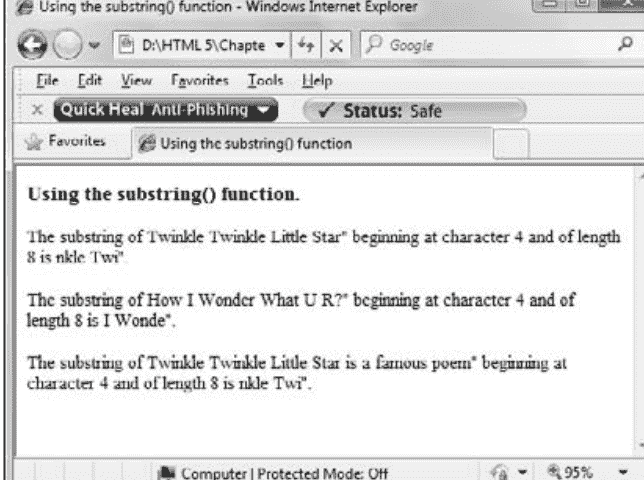 Using the substring() function - Windows Internet Explorer
D:\HTML 5\Chapte
Google
File Edit View Favorites Tools Help
Quick Heal Anti-Phishing Status: Safe
Favorites Using the substring() function
Using the substring() function.
The substring of Twinkle Twinkle Little Star" beginning at character 4 and of length
8 is nkle Twi"
The substring of How I Wonder What U R?" beginning at character 4 and of
length 8 is I Wonde".
The substring of Twinkle Twinkle Little Star is a famous poem" beginning at
character 4 and of length 8 is nkle Twi".
Computer | Protected Mode: Off 95%